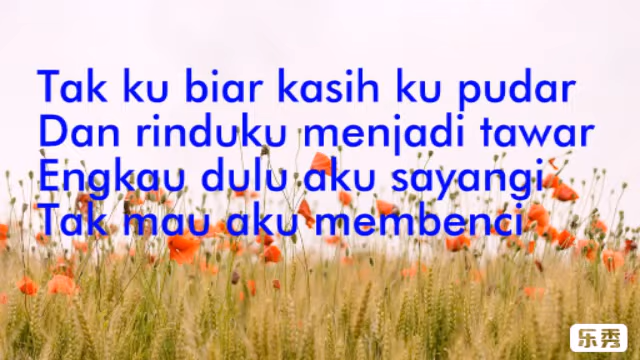 Tak ku biar kasih ku pudar
Dan rinduku menjadi tawar
Engkau dulu aku sayangi
Tak mau aku membenci
乐秀